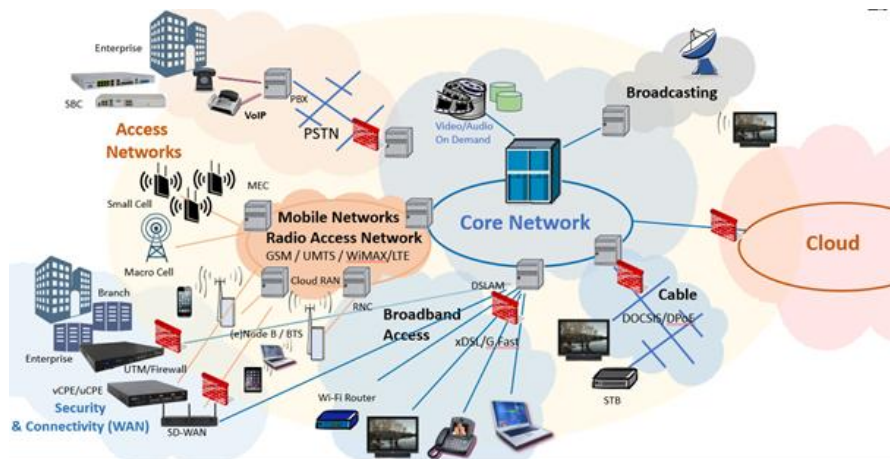 Enterprise
SBC
VoIP
PBX
PSTN
Access
Networks
Video/Audio
On Demand
Broadcasting
Small Cell
MEC
Mobile Networks
Radio Access Network
GSM / UMTS / WiMAX/LTE
Core Network
Cloud
Macro Cell
Cloud RAN
RNC
DSLAM
Cable
DOCSIS/DPoE
Branch
Enterprise
UTM/Firewall
(e)Node B / BTS
Broadband
Access
xDSL/G.Fast
vCPE/uCPE
Security
& Connectivity (WAN)
SD-WAN
Wi-Fi Router
STB